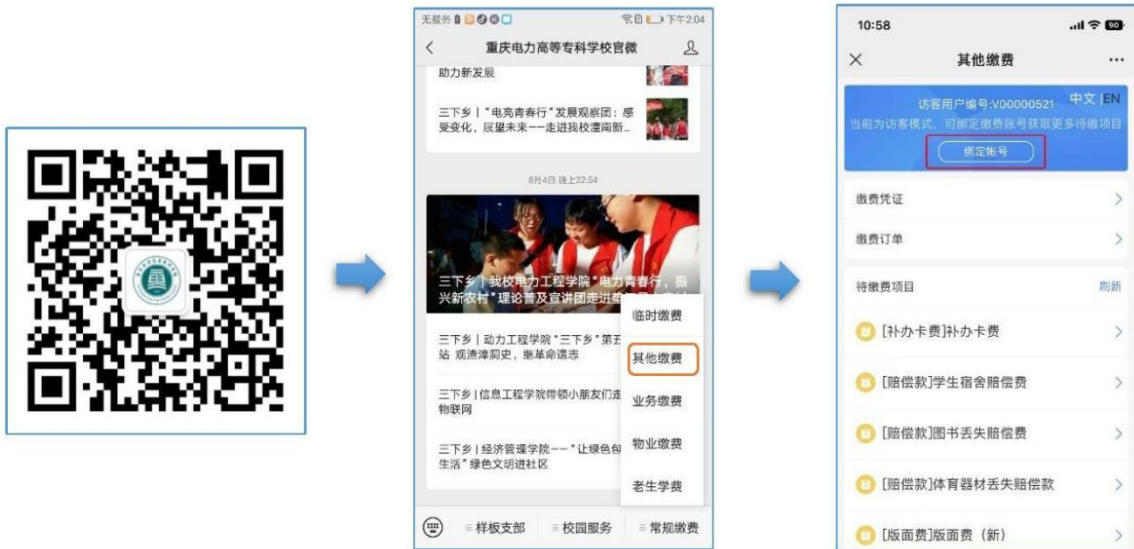 无服务
下午2:04
重庆电力高等专科学校官微
助力新发展
三下乡 | "电亮青春行"发展观察团：感
受变化，展望未来——走进我校潼南新…
8月4日 晚上22:54
三下乡 | 我校电力工程学院"电力青春行，振
兴新农村"理论普及宣讲团走进
三下乡 | 动力工程学院"三下乡"第五
站 观渣滓洞史，继革命遗志
三下乡 | 信息工程学院带领小朋友们走
物联网
三下乡 | 经济管理学院——"让绿色包
生活"绿色文明进社区
临时缴费
其他缴费
业务缴费
物业缴费
老生学费
样板支部
校园服务
常规缴费
10:58
90
其他缴费
访客用户编号:V00000521
中文 |EN
当前为访客模式，可绑定缴费账号获取更多待缴项目
绑定帐号
缴费凭证
缴费订单
待缴费项目
刷新
[补办卡费]补办卡费
[赔偿款]学生宿舍赔偿费
[赔偿款]图书丢失赔偿费
[赔偿款]体育器材丢失赔偿款
[版面费]版面费（新）